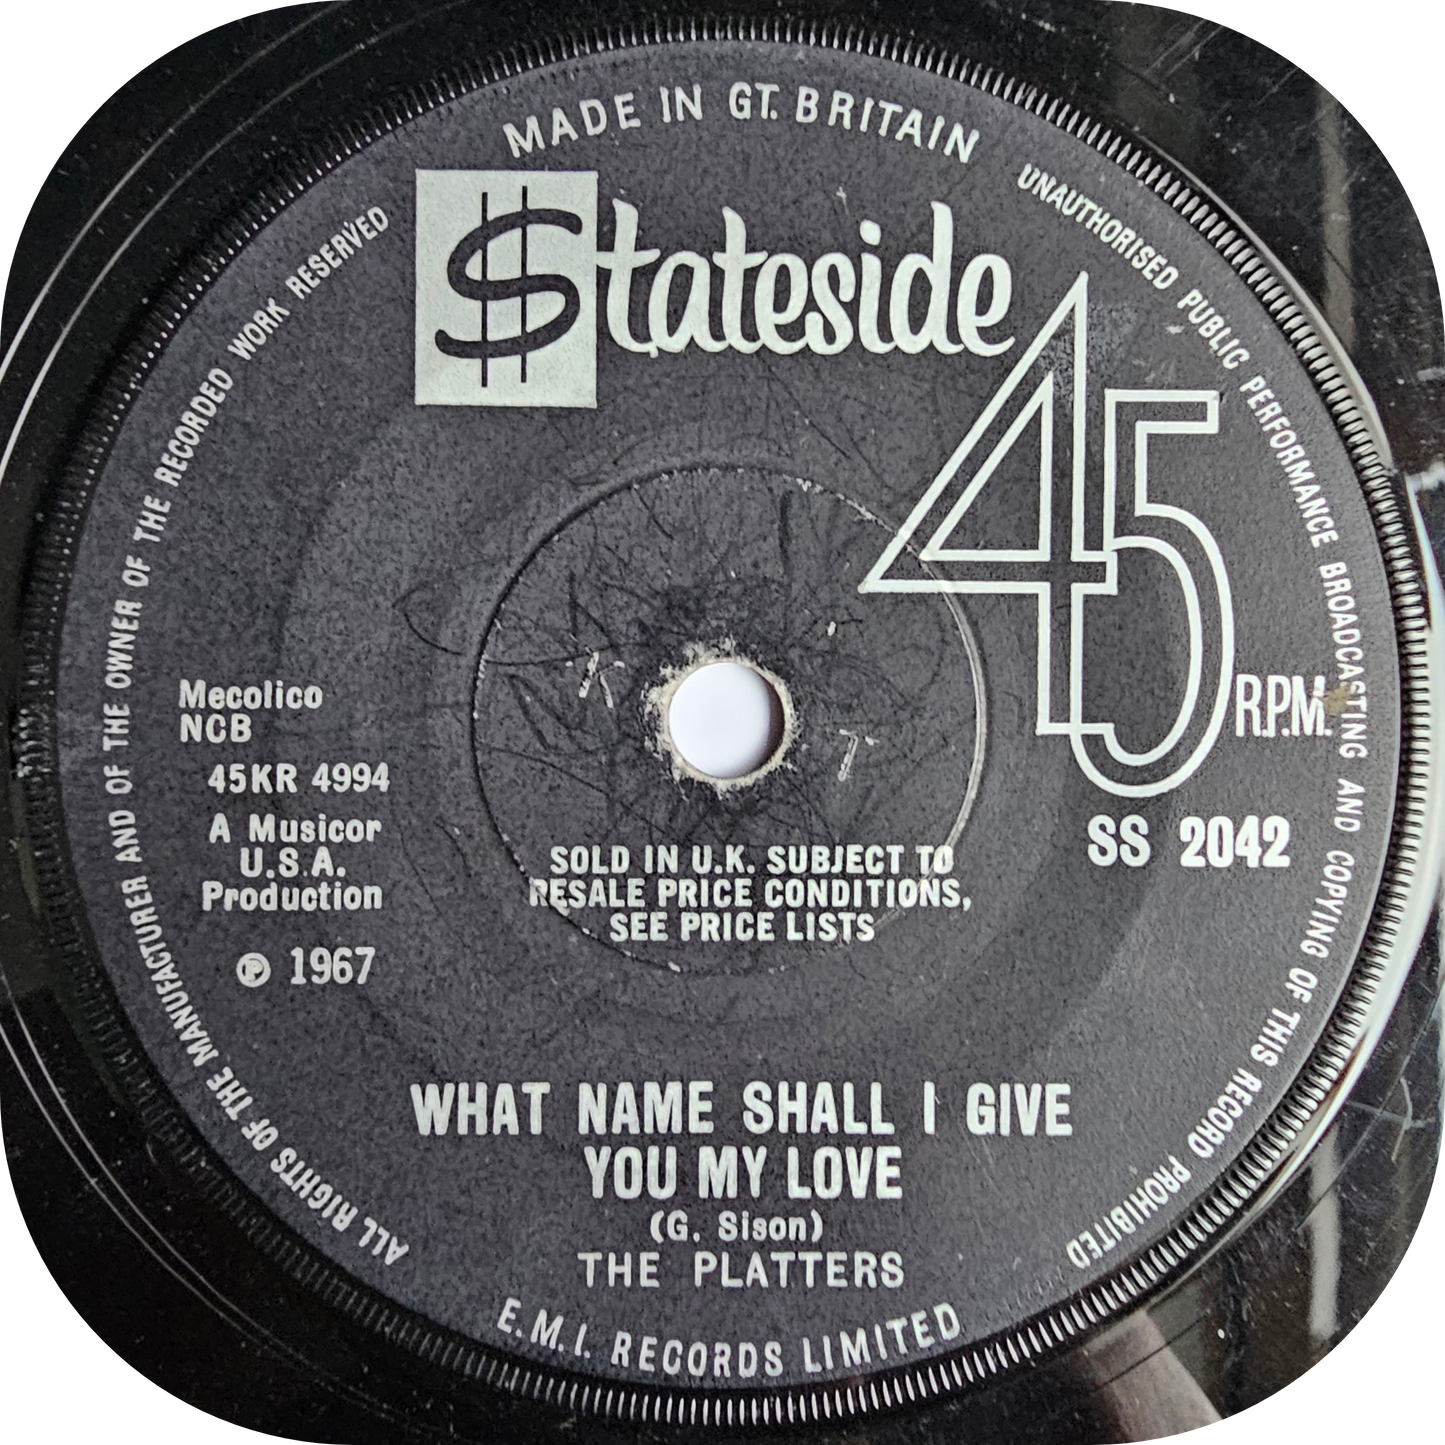 MADE IN GT. BRITAIN
UNAUTHORISED PUBLIC PERFORMANCE BROADCASTING AND COPYING OF THIS RECORD PROHIBITED
ALL RIGHTS OF THE MANUFACTURER AND OF THE OWNER OF THE RECORDED WORK RESERVED
$tateside
45
R.P.M.
Mecolico
NCB
45KR 4994
A Musicor
U.S.A.
Production
℗ 1967
K
T
SS 2042
SOLD IN U.K. SUBJECT TO
RESALE PRICE CONDITIONS,
SEE PRICE LISTS
WHAT NAME SHALL I GIVE
YOU MY LOVE
(G. Sison)
THE PLATTERS
E.M.I. RECORDS LIMITED